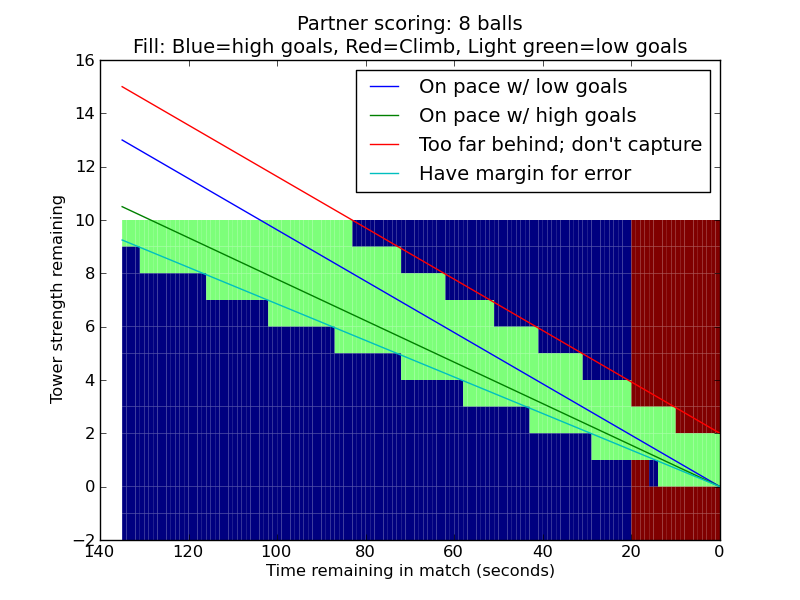 Partner scoring: 8 balls
Fill: Blue=high goals, Red=Climb, Light green=low goals
On pace w/ low goals
On pace w/ high goals
Too far behind; don't capture
Have margin for error
Tower strength remaining
16
14
12
10
8
6
4
2
0
−2
140 120 100 80 60 40 20 0
Time remaining in match (seconds)